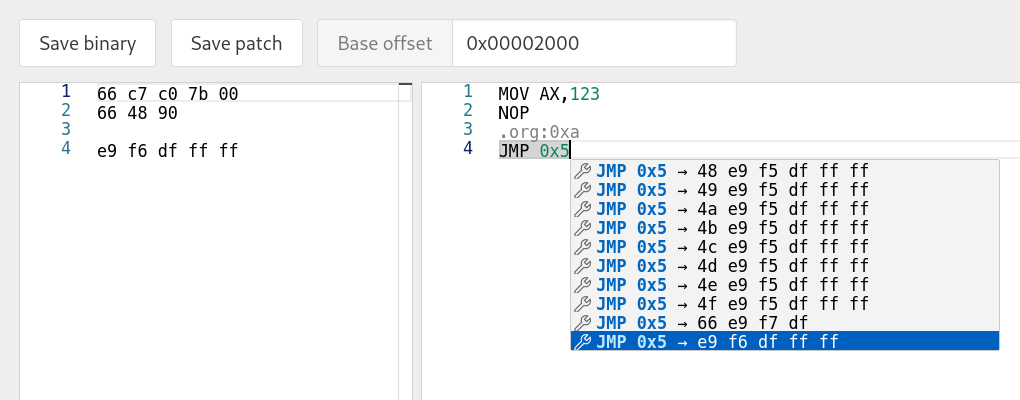 Save binary Save patch Base offset 0x00002000
1 66 c7 c0 7b 00
2 66 48 90
3
4 e9 f6 df ff ff
1 MOV AX,123
2 NOP
3 .org:0xa
4 JMP 0x5
JMP 0x5 → 48 e9 f5 df ff ff
JMP 0x5 → 49 e9 f5 df ff ff
JMP 0x5 → 4a e9 f5 df ff ff
JMP 0x5 → 4b e9 f5 df ff ff
JMP 0x5 → 4c e9 f5 df ff ff
JMP 0x5 → 4d e9 f5 df ff ff
JMP 0x5 → 4e e9 f5 df ff ff
JMP 0x5 → 4f e9 f5 df ff ff
JMP 0x5 → 66 e9 f7 df
JMP 0x5 → e9 f6 df ff ff